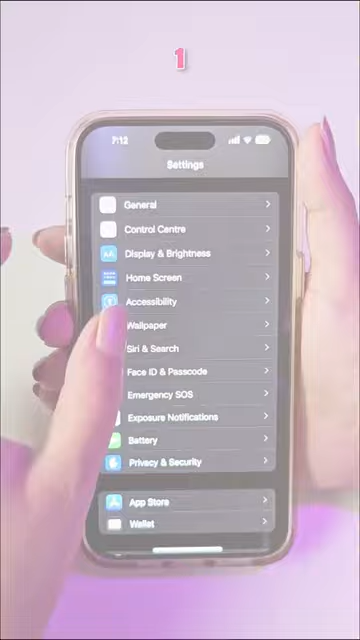 1
7:12
Settings
General
Control Centre
AA
Display & Brightness
Home Screen
Accessibility
Wallpaper
Siri & Search
Face ID & Passcode
Emergency SOS
Exposure Notifications
Battery
Privacy & Security
App Store
Wallet